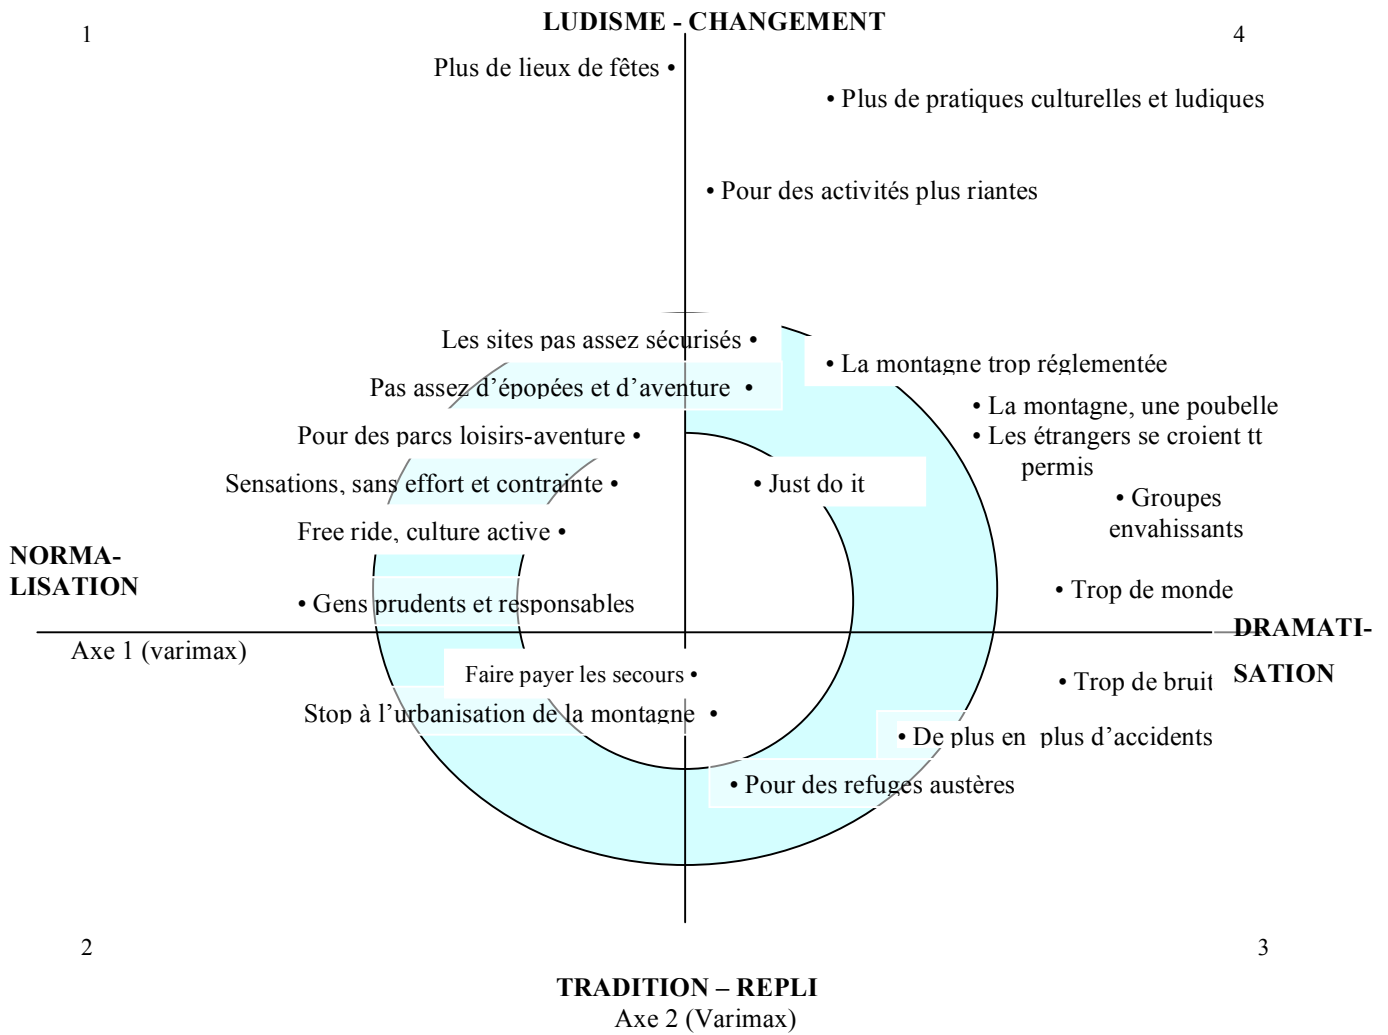 LUDISME - CHANGEMENT
1
4
Plus de lieux de fêtes •
• Plus de pratiques culturelles et ludiques
• Pour des activités plus riantes
Les sites pas assez sécurisés •
• La montagne trop réglementée
Pas assez d’épopées et d’aventure •
• La montagne, une poubelle
Pour des parcs loisirs-aventure •
• Les étrangers se croient tt
permis
Sensations, sans effort et contrainte •
• Just do it
• Groupes
envahissants
Free ride, culture active •
NORMA-
LISATION
• Gens prudents et responsables
• Trop de monde
DRAMATI-
SATION
Axe 1 (varimax)
Faire payer les secours •
• Trop de bruit
Stop à l’urbanisation de la montagne •
• De plus en plus d’accidents
• Pour des refuges austères
2
3
TRADITION – REPLI
Axe 2 (Varimax)